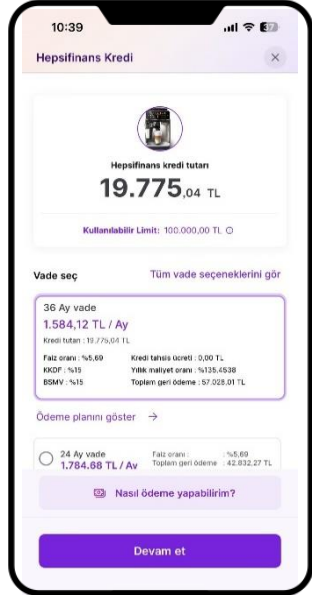 10:39
37
Hepsifinans Kredi
Hepsifinans kredi tutarı
19.775,04 TL
Kullanılabilir Limit: 100.000,00 TL
Vade seç Tüm vade seçeneklerini gör
36 Ay vade
1.584,12 TL / Ay
Kredi tutarı : 19.775,04 TL
Faiz oranı : %5,69 Kredi tahsis ücreti : 0,00 TL
KKDF : %15 Yıllık maliyet oranı : %135,4538
BSMV : %15 Toplam geri ödeme : 57.028,01 TL
Ödeme planını göster →
24 Ay vade Faiz oranı : %5,69
1.784.68 TL / Ay Toplam geri ödeme : 42.832,27 TL
Nasıl ödeme yapabilirim?
Devam et